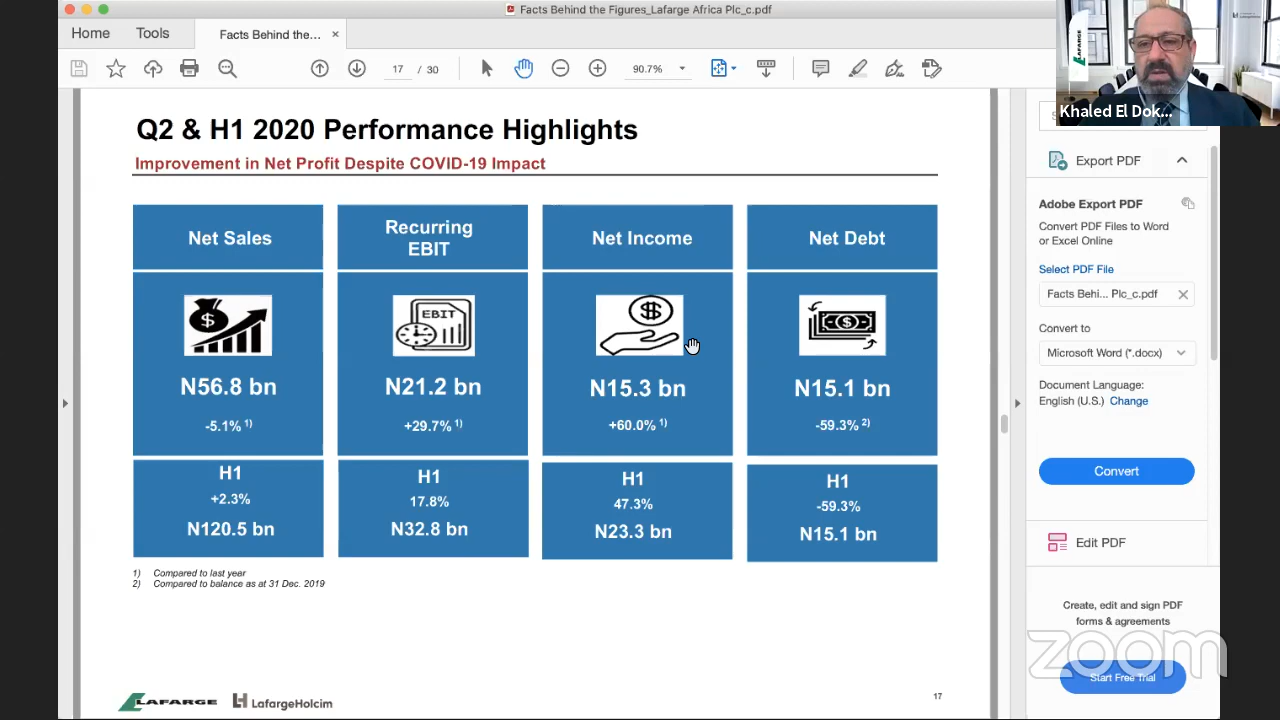 Facts Behind the Figures_Lafarge Africa Plc_c.pdf
Home
Tools
Facts Behind the...
×
17 / 30
90.7%
LAFARGE
Khaled El Dok...
Q2 & H1 2020 Performance Highlights
Improvement in Net Profit Despite COVID-19 Impact
Net Sales
N56.8 bn
-5.1% 1)
H1
+2.3%
N120.5 bn
Recurring
EBIT
EBIT
N21.2 bn
+29.7% 1)
H1
17.8%
N32.8 bn
Net Income
$
N15.3 bn
+60.0% 1)
H1
47.3%
N23.3 bn
Net Debt
$
N15.1 bn
-59.3% 2)
H1
-59.3%
N15.1 bn
1) Compared to last year
2) Compared to balance as at 31 Dec. 2019
LAFARGE
LafargeHolcim
17
Export PDF
Adobe Export PDF
Convert PDF Files to Word
or Excel Online
Select PDF File
Facts Behi... Plc_c.pdf
Convert to
Microsoft Word (*.docx)
Document Language:
English (U.S.) Change
Convert
Edit PDF
Create, edit and sign PDF
forms & agreements
zoom
Start Free Trial